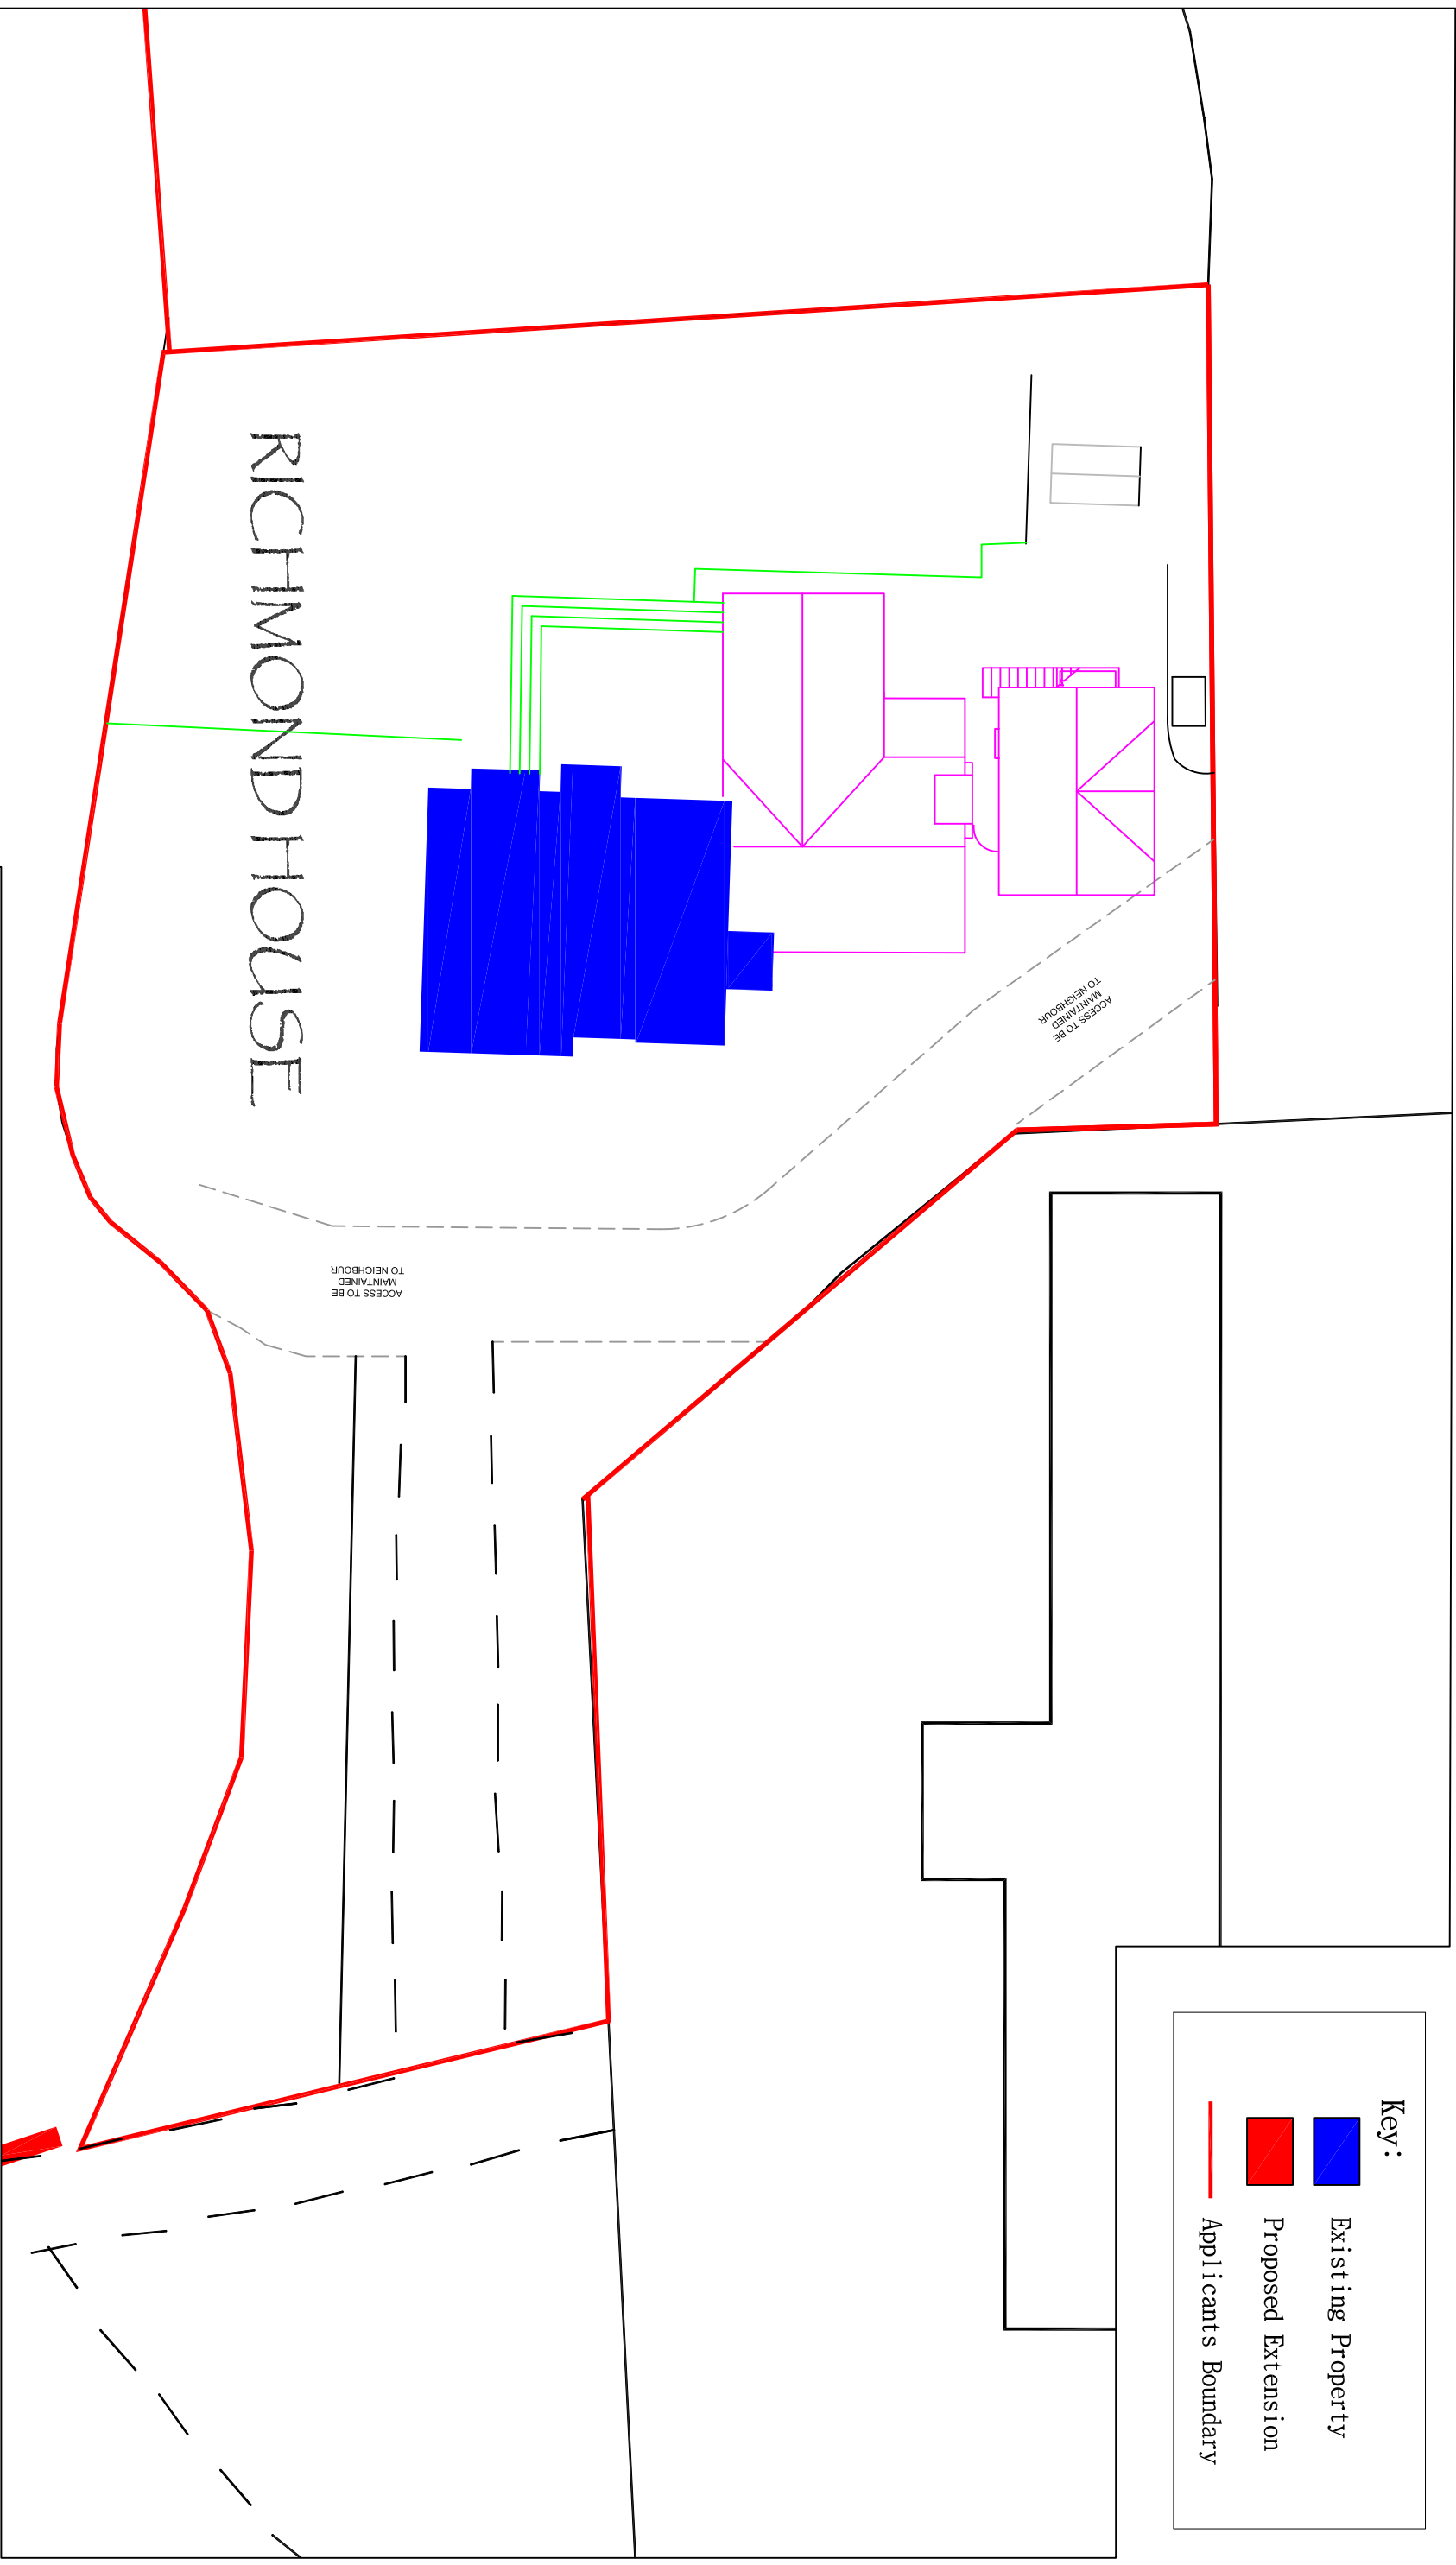 RICHMOND HOUSE
ACCESS TO BE
MAINTAINED
TO NEIGHBOUR
ACCESS TO BE
MAINTAINED
TO NEIGHBOUR
Key:
Existing Property
Proposed Extension
Applicants Boundary